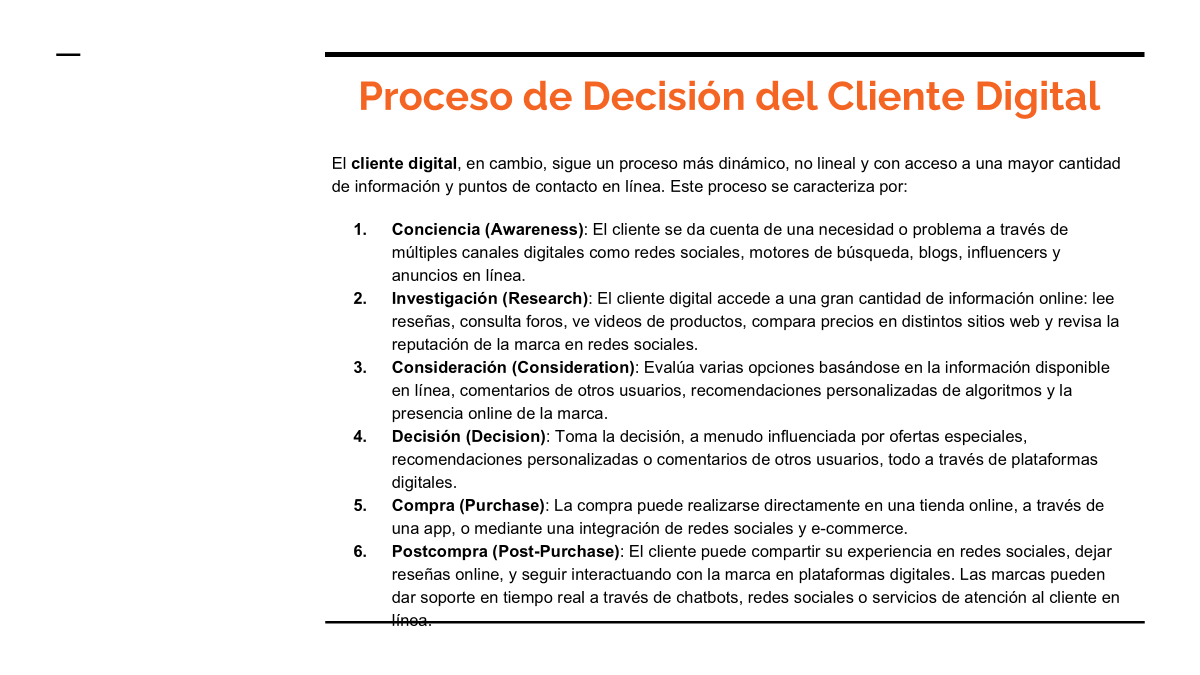 Proceso de Decisión del Cliente Digital
El cliente digital, en cambio, sigue un proceso más dinámico, no lineal y con acceso a una mayor cantidad
de información y puntos de contacto en línea. Este proceso se caracteriza por:
1. Conciencia (Awareness): El cliente se da cuenta de una necesidad o problema a través de
múltiples canales digitales como redes sociales, motores de búsqueda, blogs, influencers y
anuncios en línea.
2. Investigación (Research): El cliente digital accede a una gran cantidad de información online: lee
reseñas, consulta foros, ve videos de productos, compara precios en distintos sitios web y revisa la
reputación de la marca en redes sociales.
3. Consideración (Consideration): Evalúa varias opciones basándose en la información disponible
en línea, comentarios de otros usuarios, recomendaciones personalizadas de algoritmos y la
presencia online de la marca.
4. Decisión (Decision): Toma la decisión, a menudo influenciada por ofertas especiales,
recomendaciones personalizadas o comentarios de otros usuarios, todo a través de plataformas
digitales.
5. Compra (Purchase): La compra puede realizarse directamente en una tienda online, a través de
una app, o mediante una integración de redes sociales y e-commerce.
6. Postcompra (Post-Purchase): El cliente puede compartir su experiencia en redes sociales, dejar
reseñas online, y seguir interactuando con la marca en plataformas digitales. Las marcas pueden
dar soporte en tiempo real a través de chatbots, redes sociales o servicios de atención al cliente en
línea.